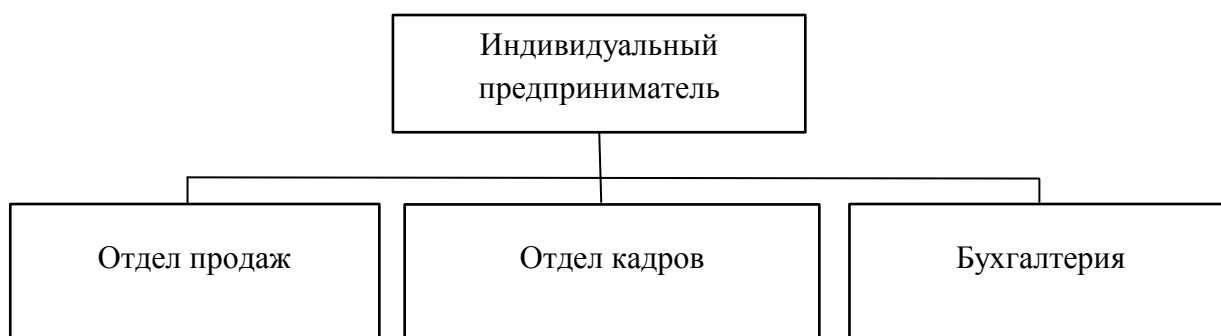 Индивидуальный
предприниматель
Отдел продаж
Отдел кадров
Бухгалтерия